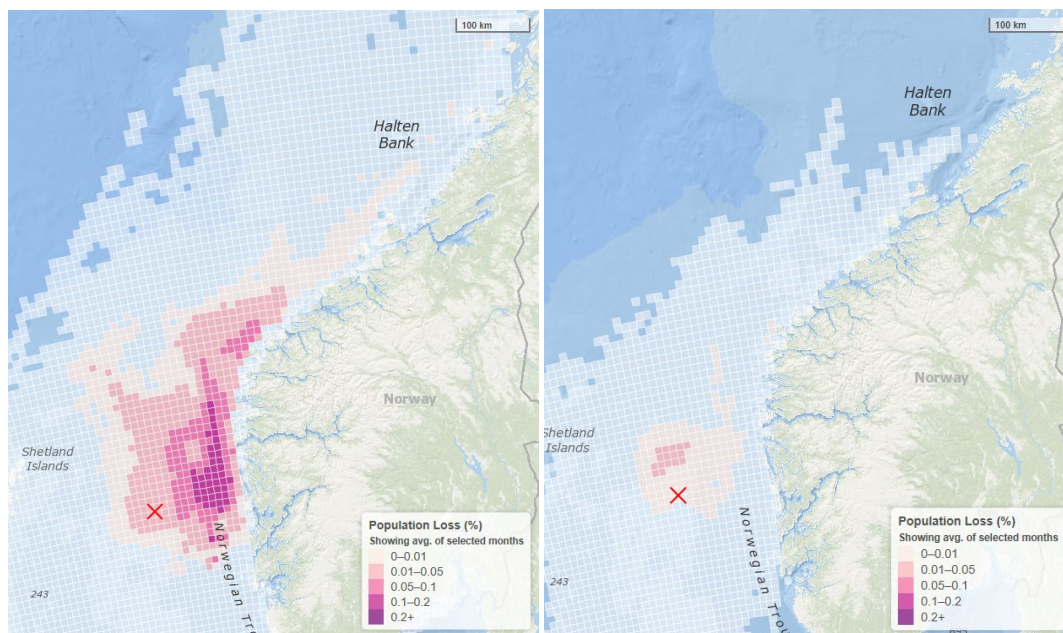 100 km
Halten
Bank
Norway
Shetland
Islands
243
Norwegian Trou
Population Loss (%)
Showing avg. of selected months
0–0.01
0.01–0.05
0.05–0.1
0.1–0.2
0.2+
100 km
Halten
Bank
Norway
Shetland
Islands
243
Norwegian Trou
Population Loss (%)
Showing avg. of selected months
0–0.01
0.01–0.05
0.05–0.1
0.1–0.2
0.2+